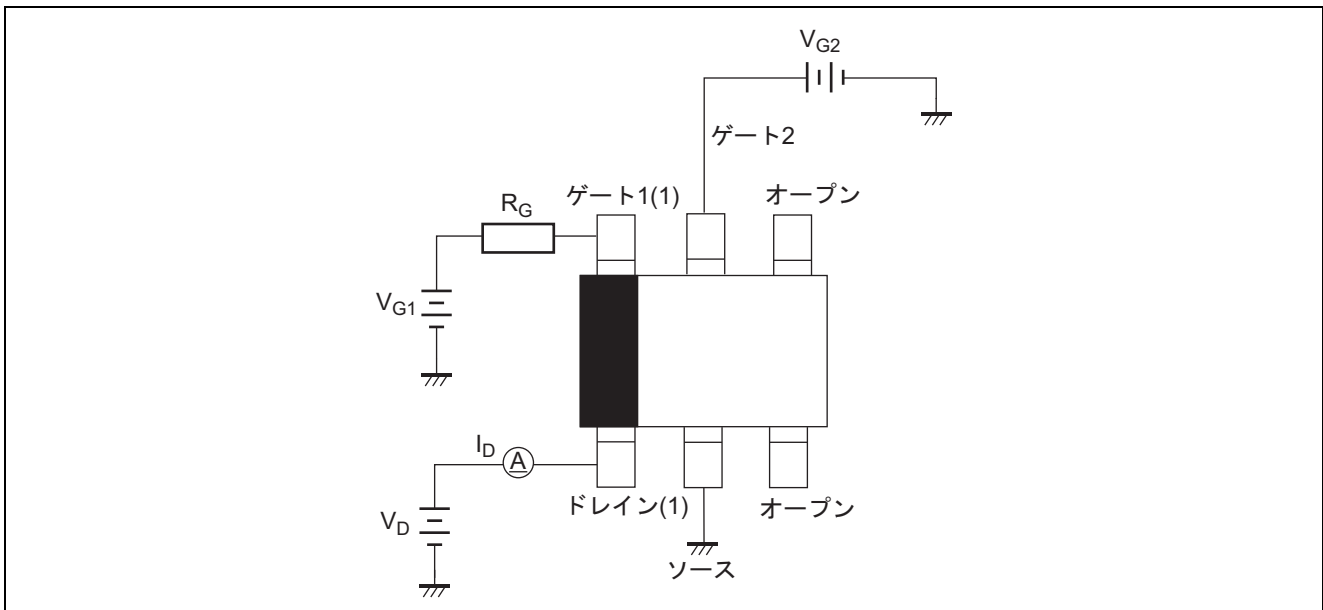 VG2
ゲート2
ゲート1(1)
オープン
RG
VG1
ID
A
VD
ドレイン(1)
オープン
ソース